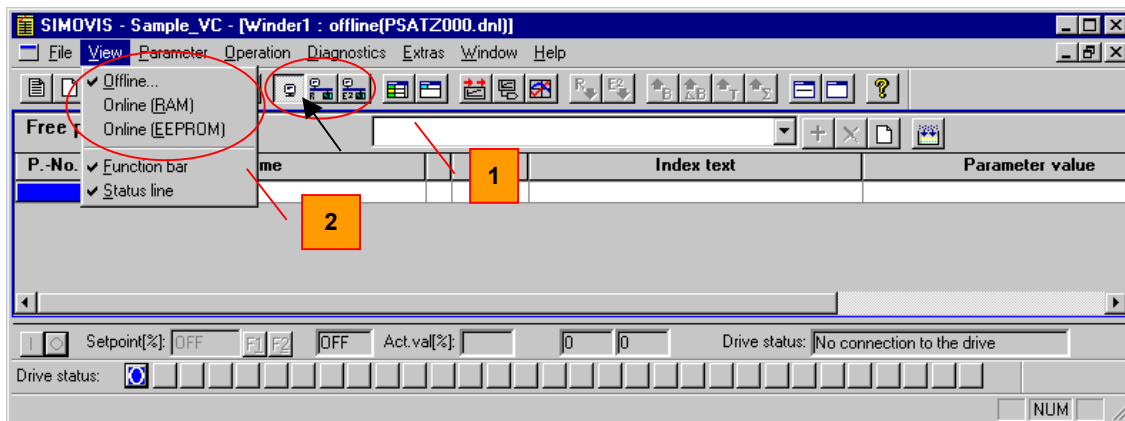 SIMOVIS - Sample_VC - [Winder1 : offline(PSATZ000.dnl)]
File View Parameter Operation Diagnostics Extras Window Help
Offline...
Online (RAM)
Online (EEPROM)
Function bar
Status line
Free
P.-No. me Index text Parameter value
1
2
Setpoint[%]: OFF F1 F2 OFF Act.val[%]: 0 0 Drive status: No connection to the drive
Drive status:
NUM